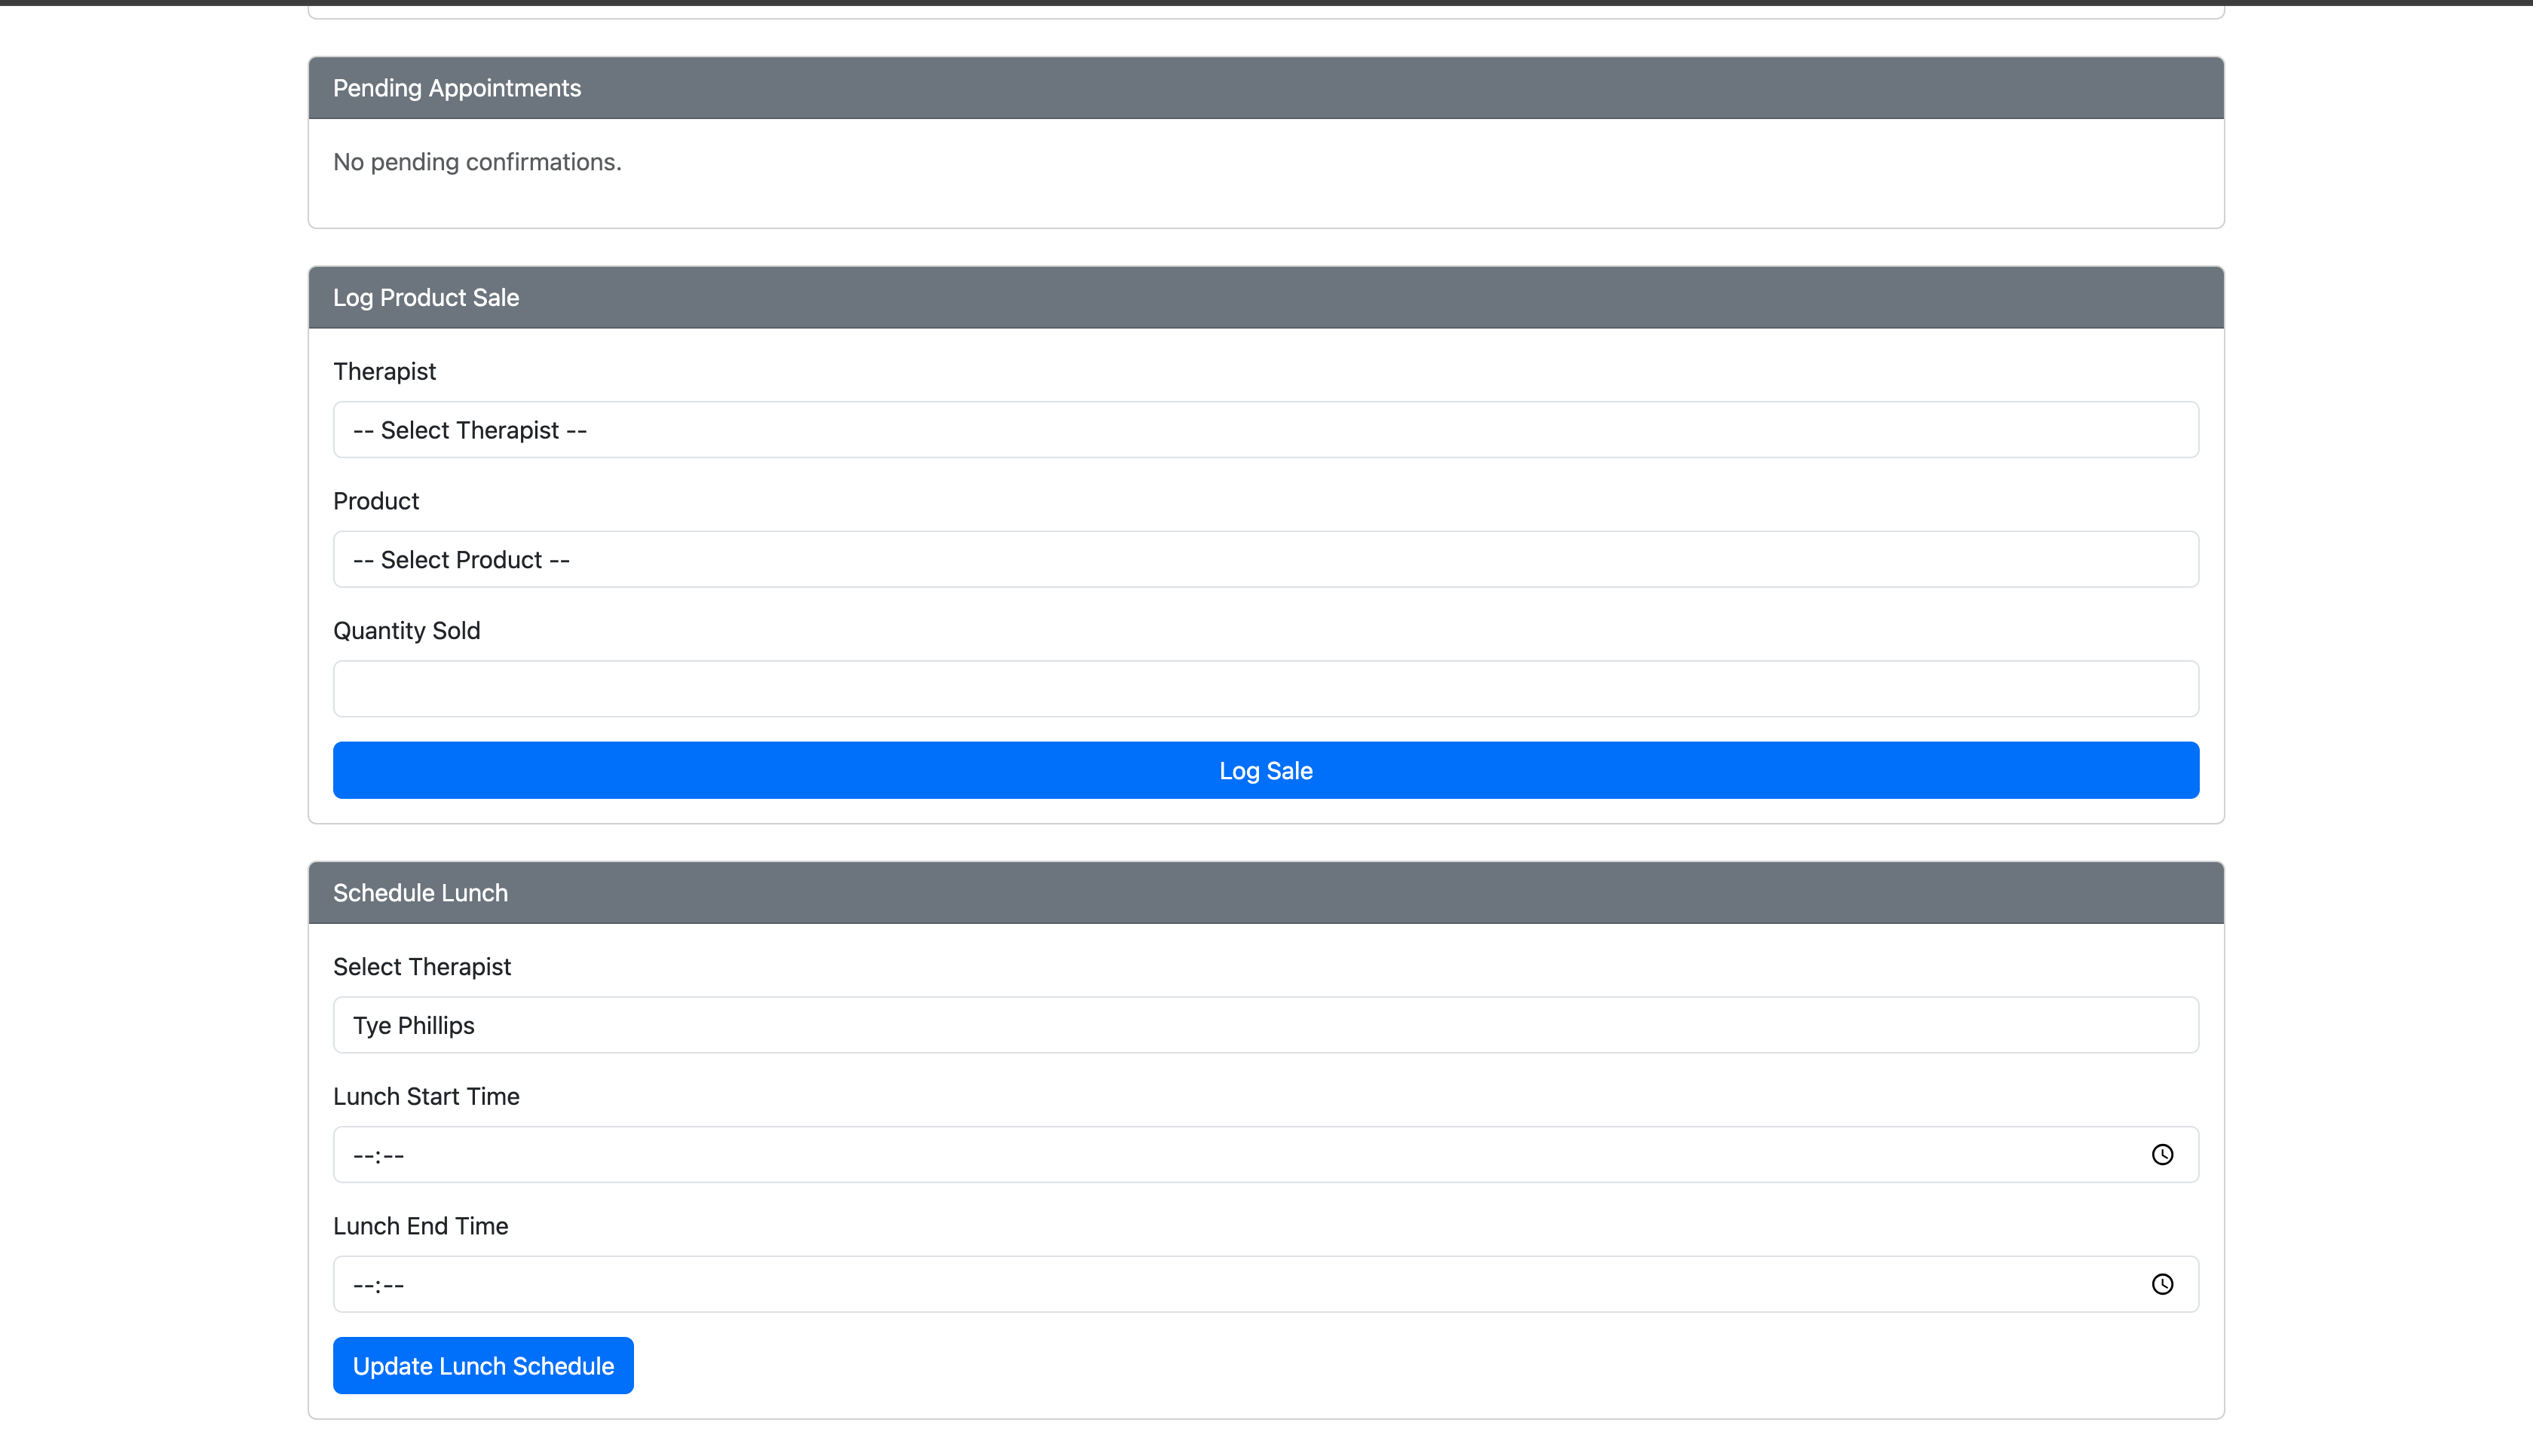 Pending Appointments
No pending confirmations.
Log Product Sale
Therapist
-- Select Therapist --
Product
-- Select Product --
Quantity Sold
Log Sale
Schedule Lunch
Select Therapist
Tye Phillips
Lunch Start Time
--:--
Lunch End Time
--:--
Update Lunch Schedule